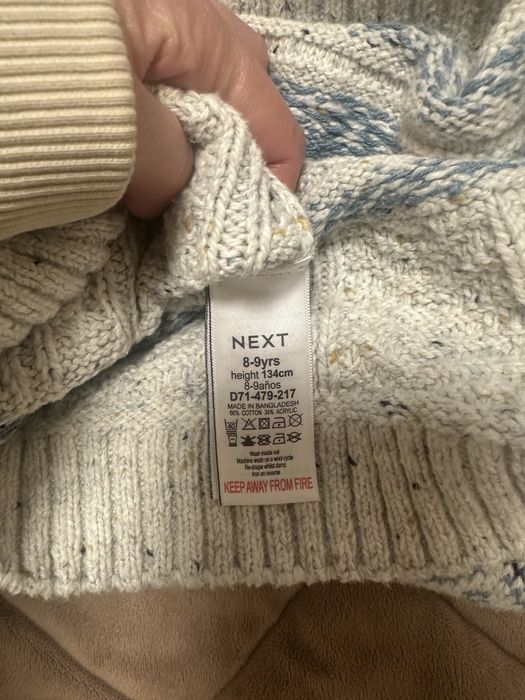 NEXT
8-9yrs
height 134cm
8-9años
D71-479-217
MADE IN BANGLADESH
66% COTTON 34% ACRYLIC
40
Wash inside out
Machine wash on a wool cycle
Re-shape whilst damp
Iron on reverse
KEEP AWAY FROM FIRE